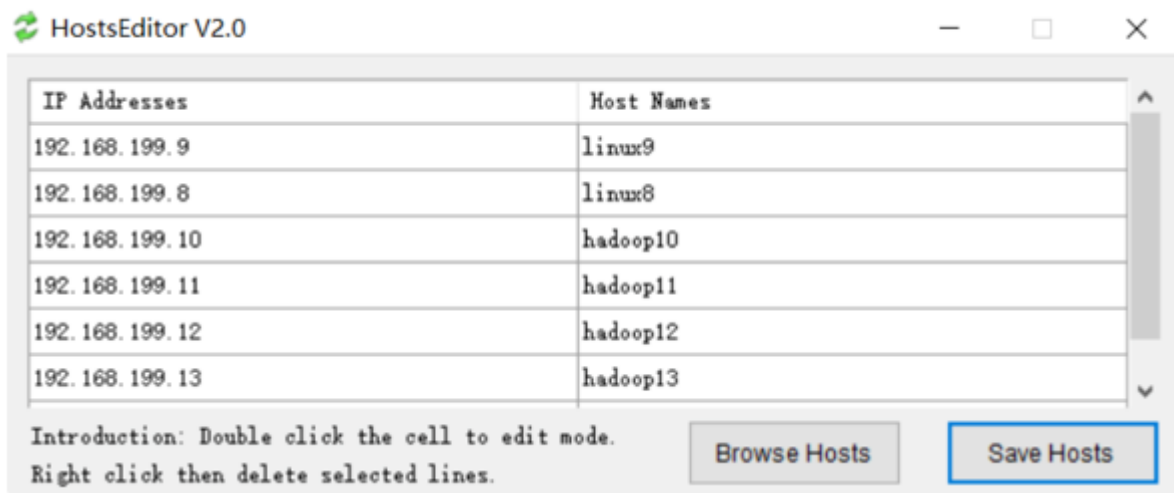 HostsEditor V2.0
IP Addresses Host Names
192.168.199.9 linux9
192.168.199.8 linux8
192.168.199.10 hadoop10
192.168.199.11 hadoop11
192.168.199.12 hadoop12
192.168.199.13 hadoop13
Introduction: Double click the cell to edit mode.
Right click then delete selected lines.
Browse Hosts
Save Hosts